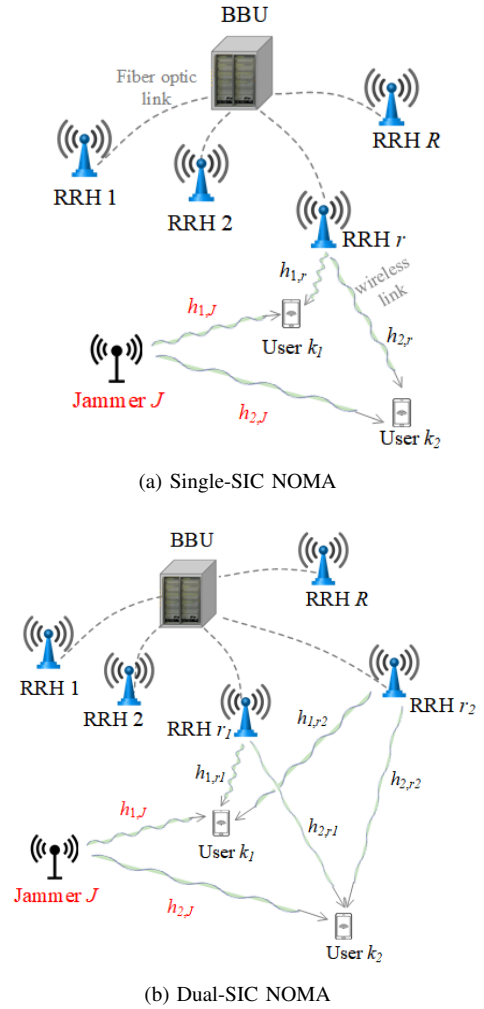 BBU
Fiber optic
link
RRH 1
RRH 2
RRH R
RRH r
h1,r
wireless
link
h1,J
h2,r
User k1
Jammer J
h2,J
User k2
(a) Single-SIC NOMA
BBU
RRH R
RRH 1
RRH 2
RRH r1
RRH r2
h1,r2
h1,r1
h2,r2
h1,J
h2,r1
User k1
Jammer J
h2,J
User k2
(b) Dual-SIC NOMA